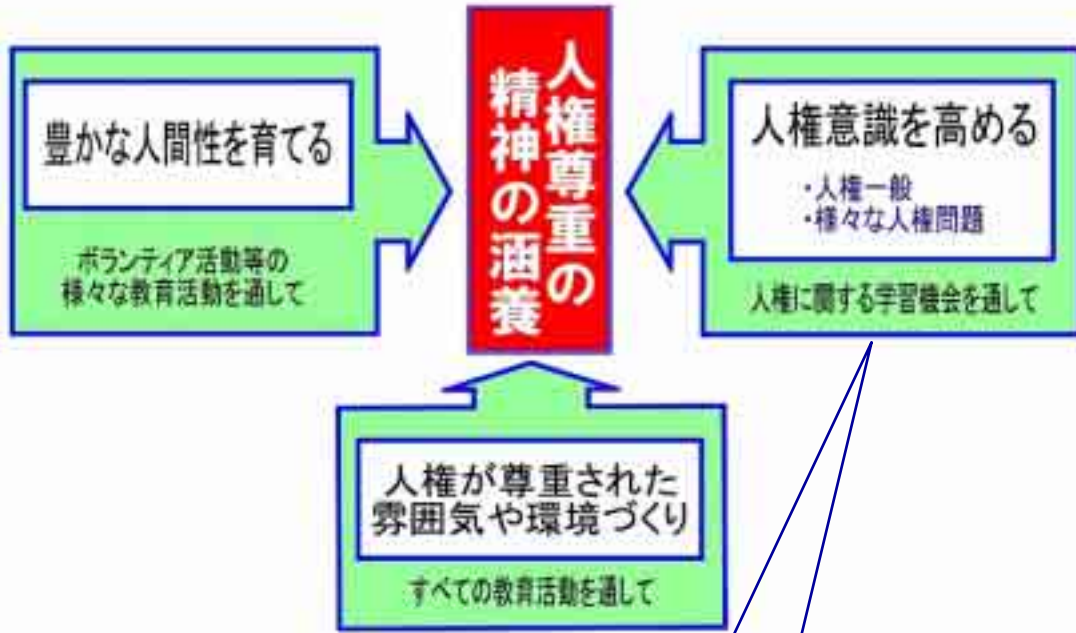 人権尊重の
精神の涵養
豊かな人間性を育てる
ボランティア活動等の
様々な教育活動を通して
人権意識を高める
・人権一般
・様々な人権問題
人権に関する学習機会を通して
人権が尊重された
雰囲気や環境づくり
すべての教育活動を通して